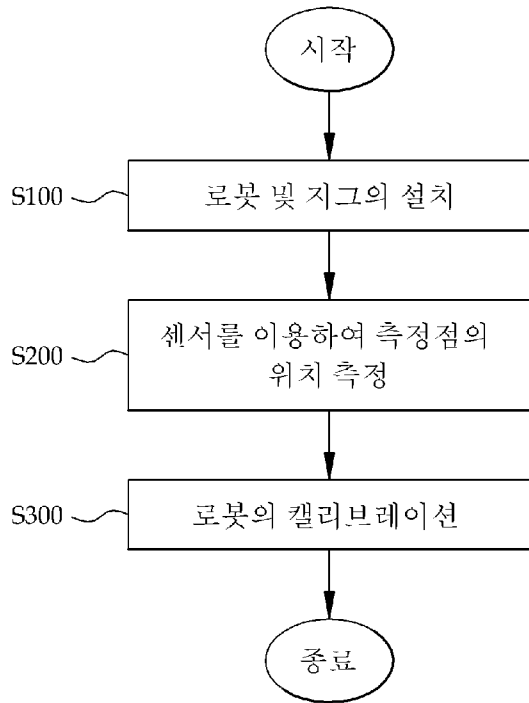 시작
S100
로봇 및 지그의 설치
S200
센서를 이용하여 측정점의
위치 측정
S300
로봇의 캘리브레이션
종료